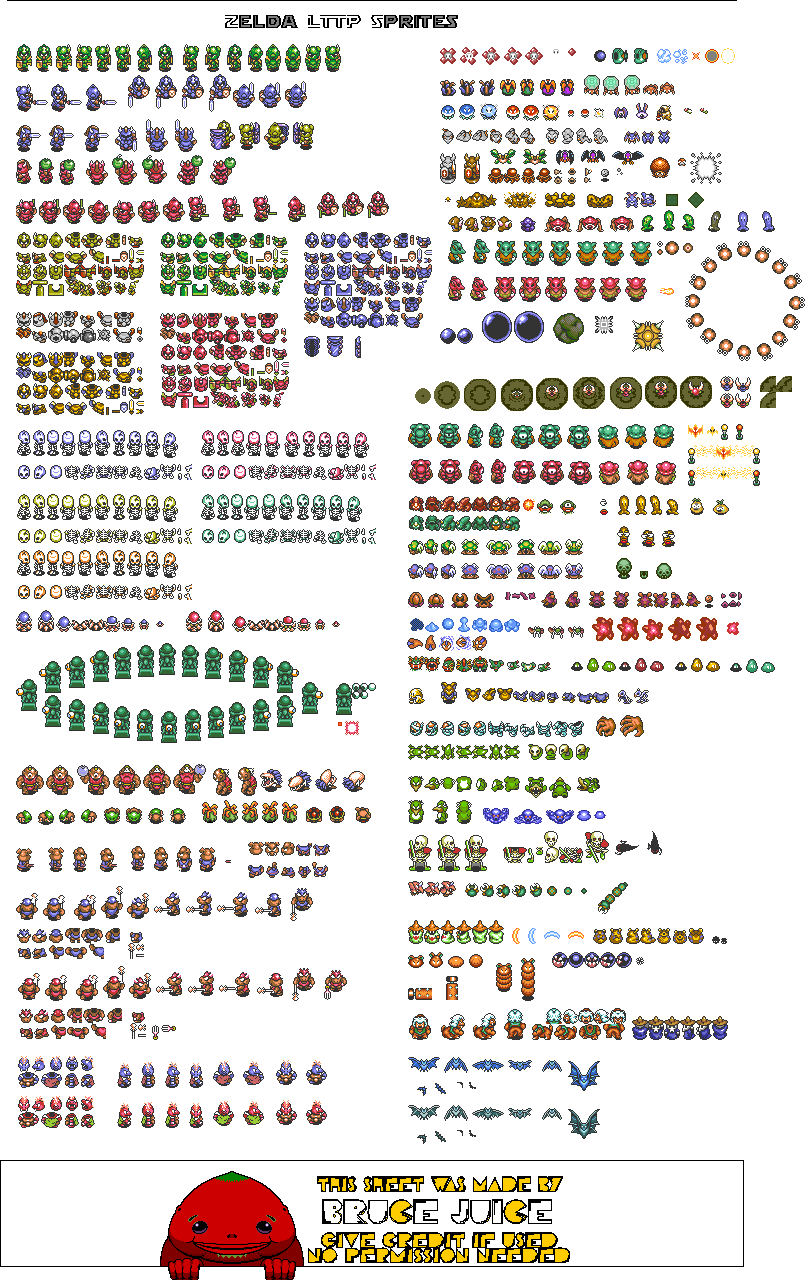 ZELDA LTTP SPRITES
THIS SHEET WAS MADE BY
BRUCE JUICE
GIVE CREDIT IF USED
NO PERMISSION NEEDED